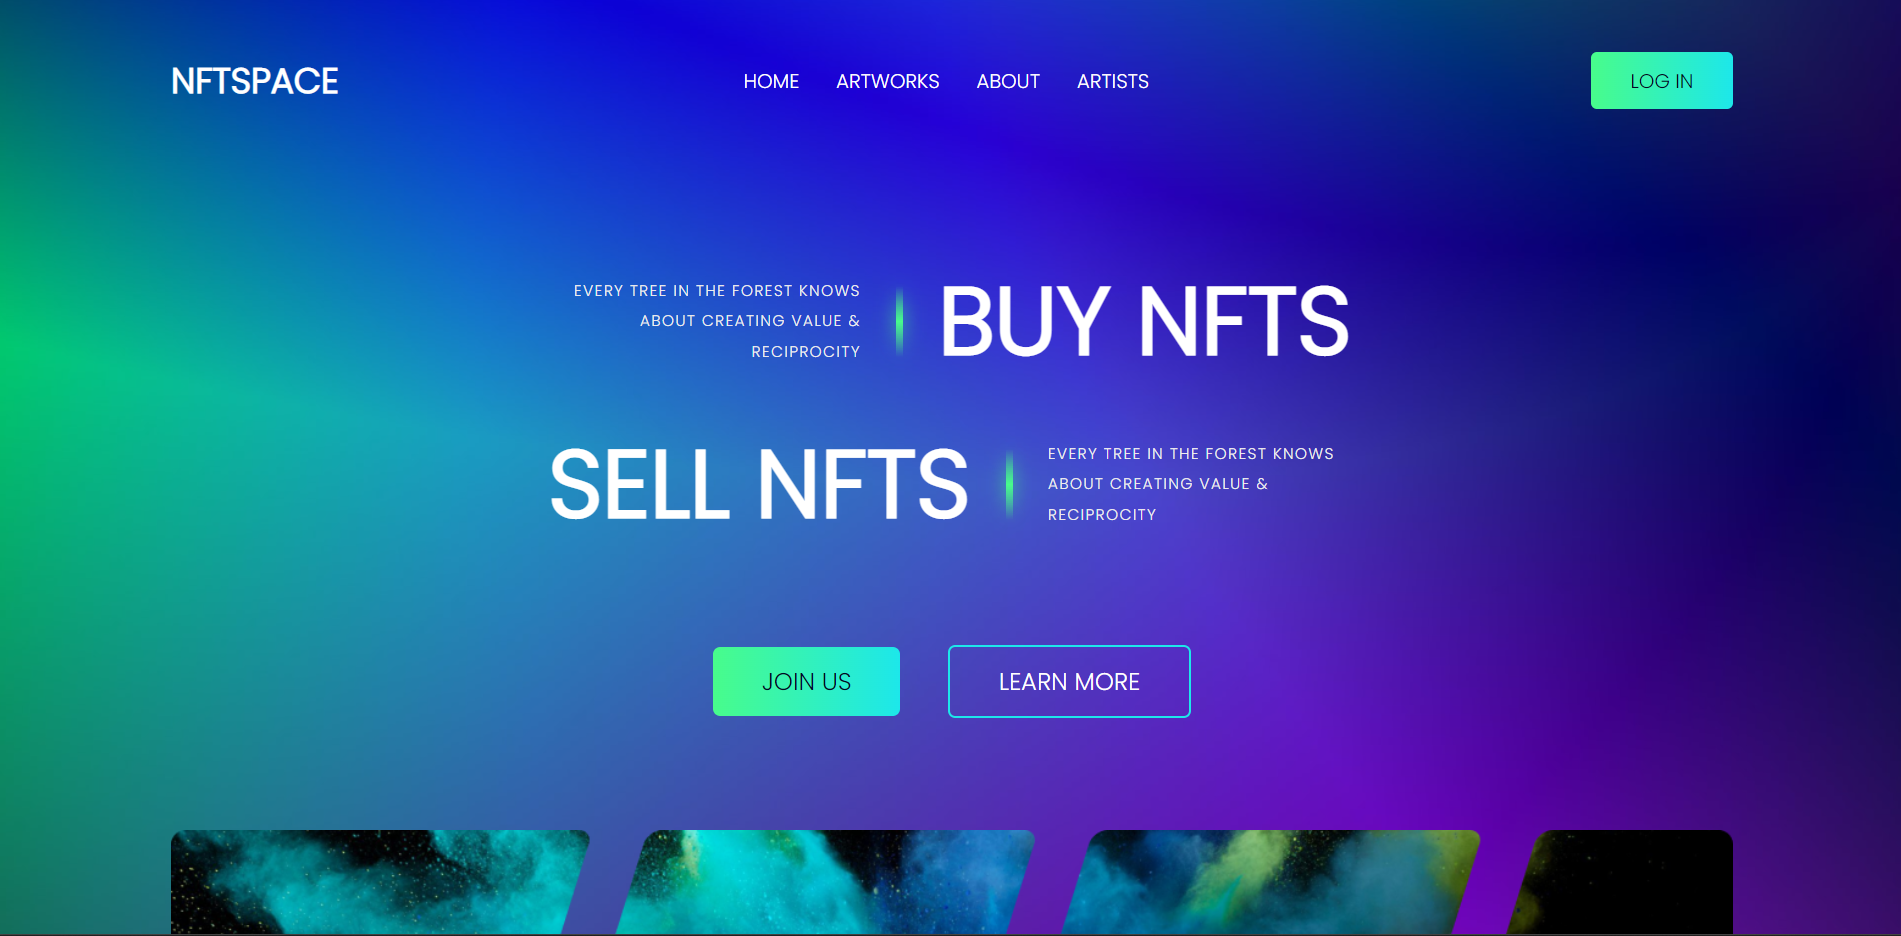 NFTSPACE
HOME
ARTWORKS
ABOUT
ARTISTS
LOG IN
EVERY TREE IN THE FOREST KNOWS
ABOUT CREATING VALUE &
RECIPROCITY
BUY NFTS
SELL NFTS
EVERY TREE IN THE FOREST KNOWS
ABOUT CREATING VALUE &
RECIPROCITY
JOIN US
LEARN MORE